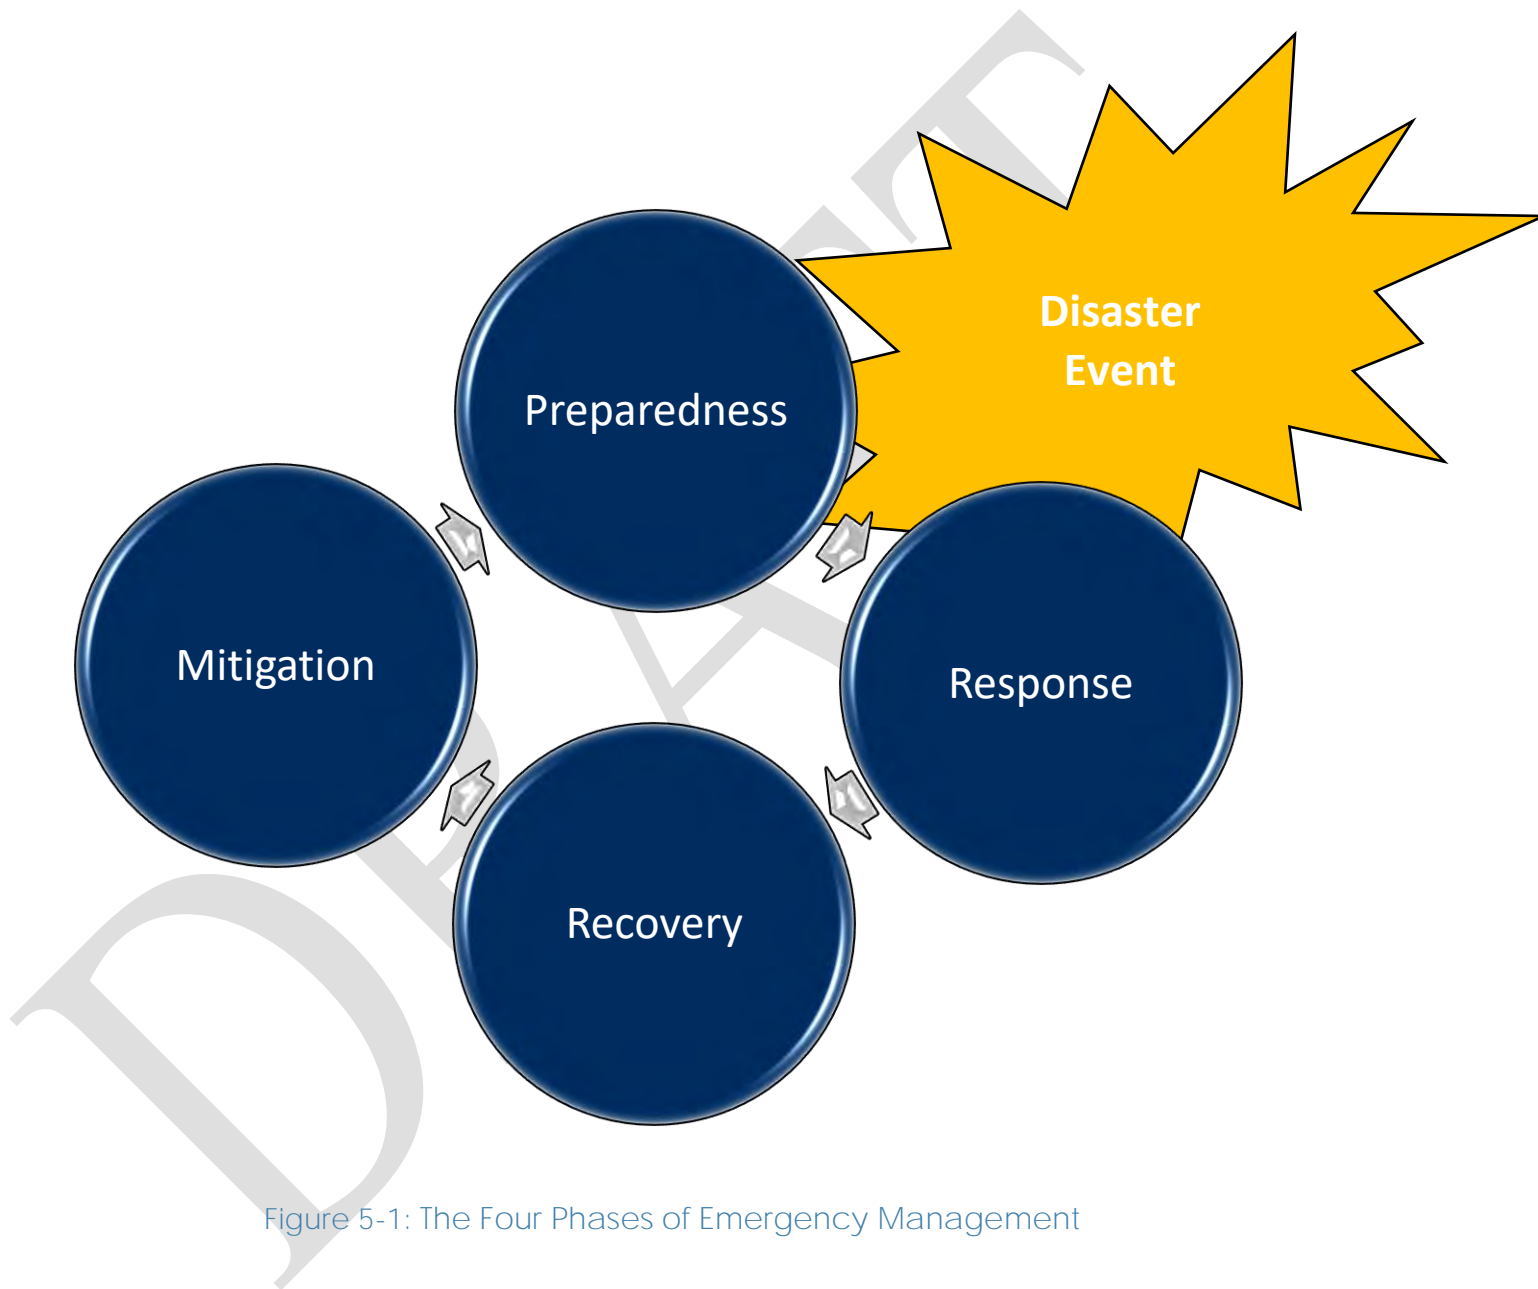 Disaster
Event
Preparedness
Mitigation
Response
Recovery
DRAFT
Figure 5-1: The Four Phases of Emergency Management